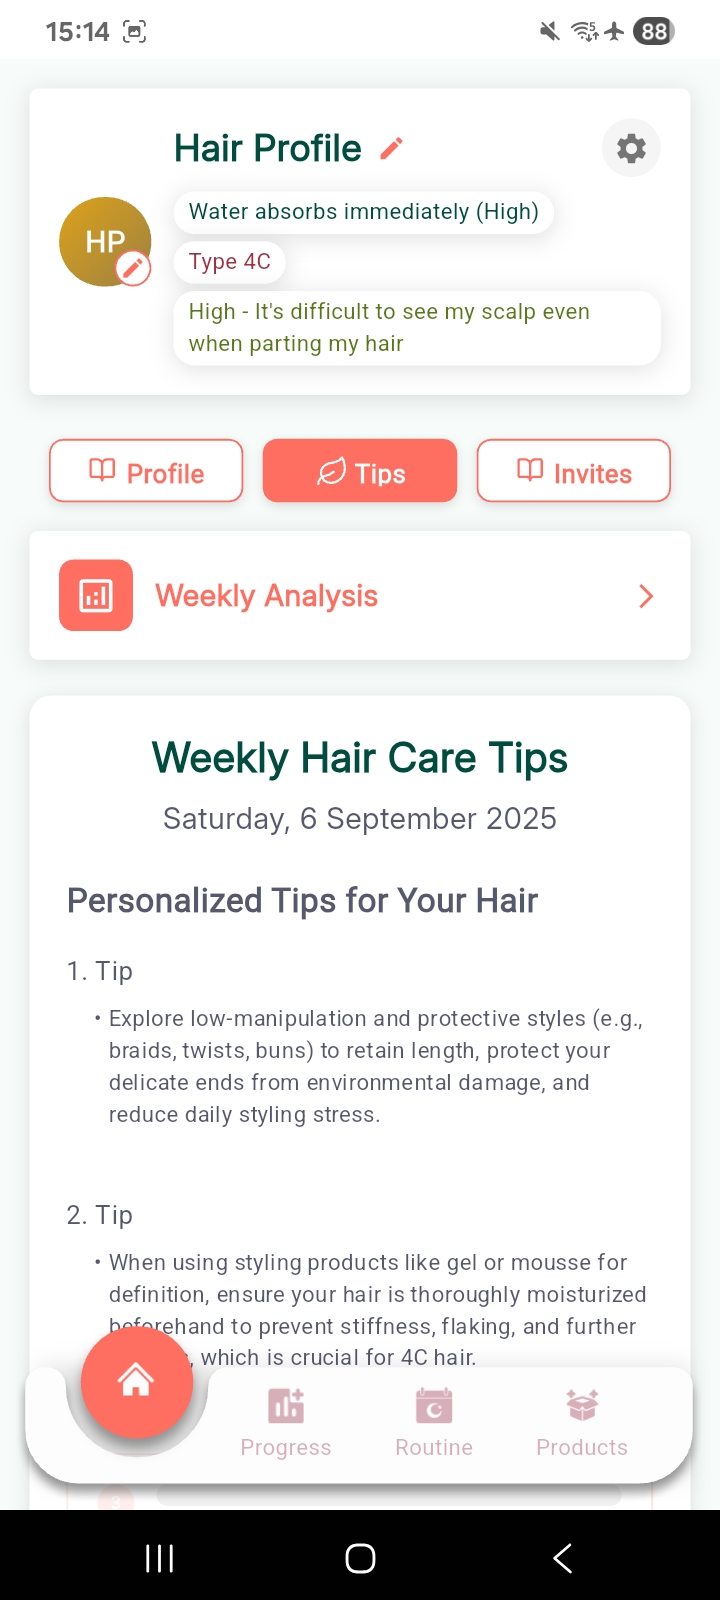 15:14
5
88
Hair Profile
HP
Water absorbs immediately (High)
Type 4C
High - It's difficult to see my scalp even
when parting my hair
Profile
Tips
Invites
Weekly Analysis
Weekly Hair Care Tips
Saturday, 6 September 2025
Personalized Tips for Your Hair
1. Tip
• Explore low-manipulation and protective styles (e.g.,
braids, twists, buns) to retain length, protect your
delicate ends from environmental damage, and
reduce daily styling stress.
2. Tip
• When using styling products like gel or mousse for
definition, ensure your hair is thoroughly moisturized
beforehand to prevent stiffness, flaking, and further
, which is crucial for 4C hair.
Progress
Routine
Products
3